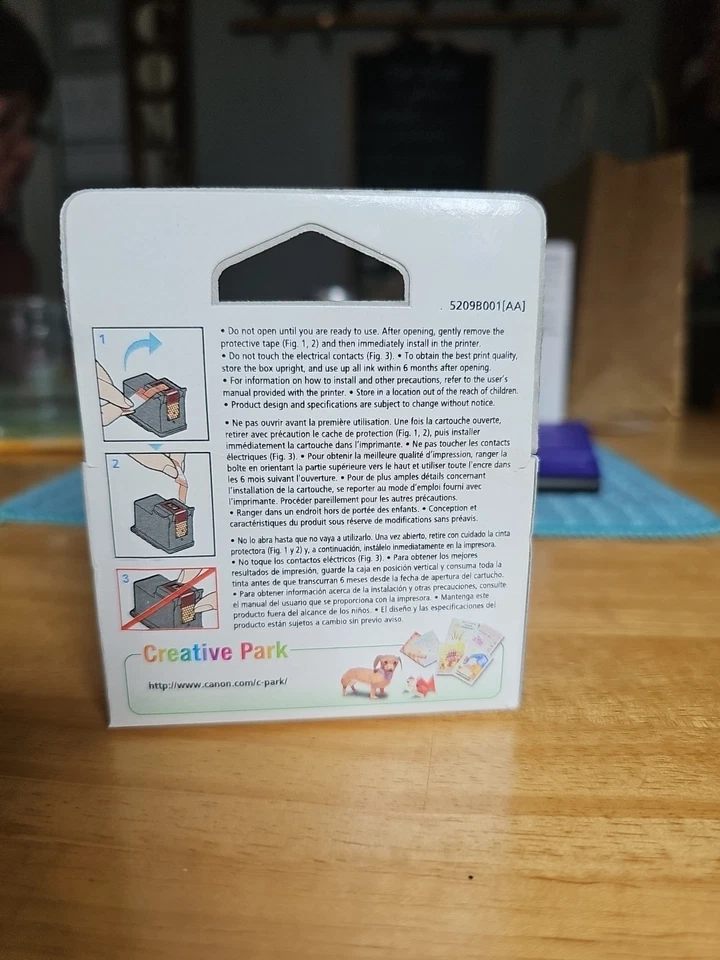 5209B001[AA]
• Do not open until you are ready to use. After opening, gently remove the
protective tape (Fig. 1, 2) and then immediately install in the printer.
• Do not touch the electrical contacts (Fig. 3). • To obtain the best print quality,
store the box upright, and use up all ink within 6 months after opening.
• For information on how to install and other precautions, refer to the user's
manual provided with the printer. • Store in a location out of the reach of children.
• Product design and specifications are subject to change without notice.
• Ne pas ouvrir avant la première utilisation. Une fois la cartouche ouverte,
retirer avec précaution le cache de protection (Fig. 1, 2), puis installer
immédiatement la cartouche dans l'imprimante. • Ne pas toucher les contacts
électriques (Fig. 3). • Pour obtenir la meilleure qualité d'impression, ranger la
boîte en orientant la partie supérieure vers le haut et utiliser toute l'encre dans
les 6 mois suivant l'ouverture. • Pour de plus amples détails concernant
l'installation de la cartouche, se reporter au mode d'emploi fourni avec
l'imprimante. Procéder pareillement pour les autres précautions.
• Ranger dans un endroit hors de portée des enfants. • Conception et
caractéristiques du produit sous réserve de modifications sans préavis.
• No lo abra hasta que no vaya a utilizarlo. Una vez abierto, retire con cuidado la cinta
protectora (Fig. 1 y 2) y, a continuación, instálelo inmediatamente en la impresora.
• No toque los contactos eléctricos (Fig. 3). • Para obtener los mejores
resultados de impresión, guarde la caja en posición vertical y consuma toda la
tinta antes de que transcurran 6 meses desde la fecha de apertura del cartucho.
• Para obtener información acerca de la instalación y otras precauciones, consulte
el manual del usuario que se proporciona con la impresora. • Mantenga este
producto fuera del alcance de los niños. • El diseño y las especificaciones del
producto están sujetos a cambio sin previo aviso.
1
2
3
Creative Park
http://www.canon.com/c-park/